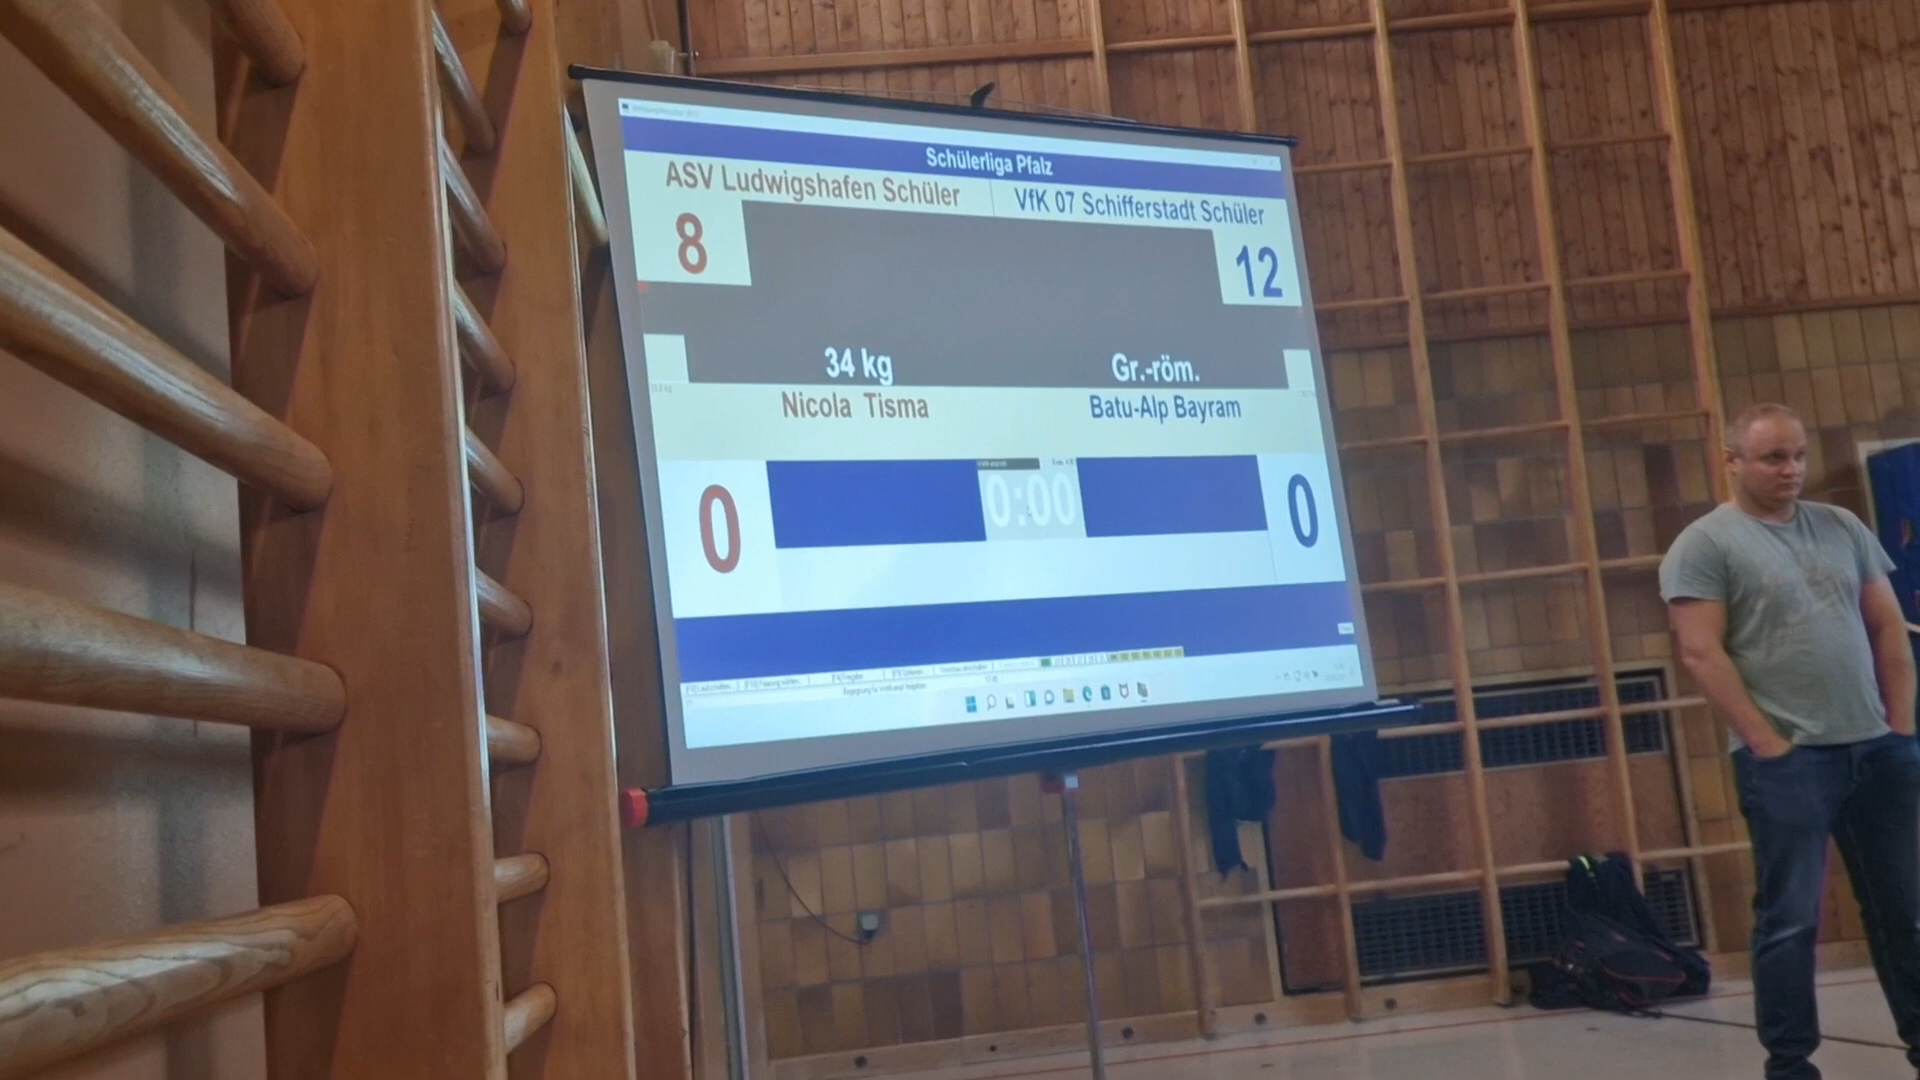 Schülerliga Pfalz
ASV Ludwigshafen Schüler
VfK 07 Schifferstadt Schüler
8
12
34 kg
Gr.-röm.
Nicola Tisma
Batu-Alp Bayram
0
0:00
0